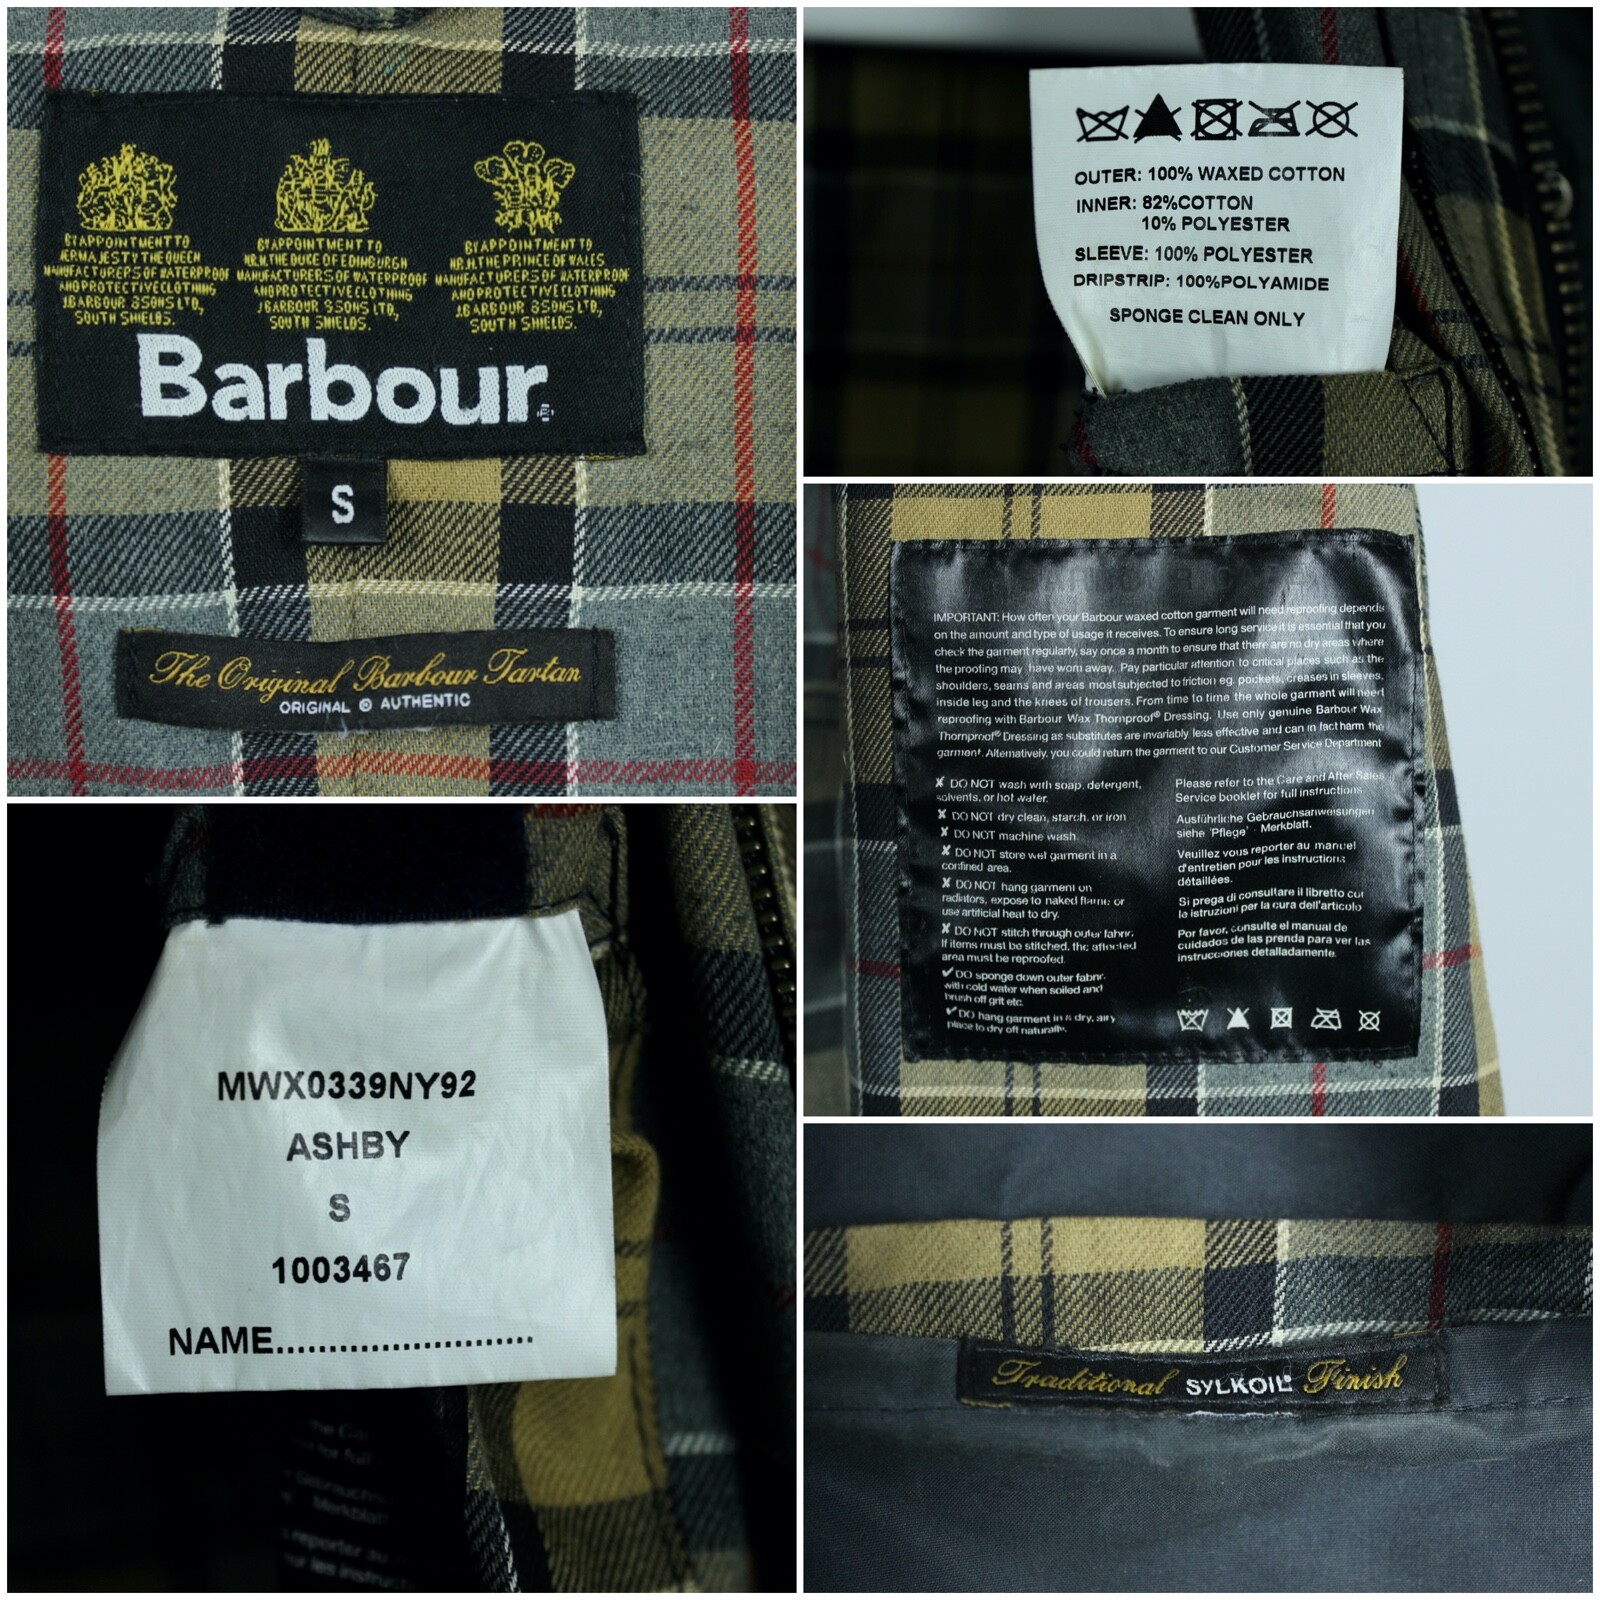 BY APPOINTMENT TO
HER MAJESTY THE QUEEN
MANUFACTURERS OF WATERPROOF
AND PROTECTIVE CLOTHING
J.BARBOUR & SONS LTD.,
SOUTH SHIELDS.
BY APPOINTMENT TO
H.R.H. THE DUKE OF EDINBURGH
MANUFACTURERS OF WATERPROOF
AND PROTECTIVE CLOTHING
J.BARBOUR & SONS LTD.,
SOUTH SHIELDS.
BY APPOINTMENT TO
H.R.H. THE PRINCE OF WALES
MANUFACTURERS OF WATERPROOF
AND PROTECTIVE CLOTHING
J.BARBOUR & SONS LTD.,
SOUTH SHIELDS.
Barbour®
S
The Original Barbour Tartan
ORIGINAL ® AUTHENTIC
OUTER: 100% WAXED COTTON
INNER: 82%COTTON
10% POLYESTER
SLEEVE: 100% POLYESTER
DRIPSTRIP: 100%POLYAMIDE
SPONGE CLEAN ONLY
IMPORTANT: How often your Barbour waxed cotton garment will need reproofing depends
on the amount and type of usage it receives. To ensure long service it is essential that you
check the garment regularly, say once a month to ensure that there are no dry areas where
the proofing may have worn away. Pay particular attention to critical places such as the
shoulders, seams and areas most subjected to friction eg. pockets, creases in sleeves,
inside leg and the knees of trousers. From time to time the whole garment will need
reproofing with Barbour Wax Thornproof® Dressing. Use only genuine Barbour Wax
Thornproof® Dressing as substitutes are invariably less effective and can in fact harm the
garment. Alternatively, you could return the garment to our Customer Service Department
✘ DO NOT wash with soap, detergent,
solvents, or hot water.
✘ DO NOT dry clean, starch, or iron
✘ DO NOT machine wash.
✘ DO NOT store wet garment in a
confined area.
✘ DO NOT hang garment on
radiators, expose to naked flame or
use artificial heat to dry.
✘ DO NOT stitch through outer fabric.
If items must be stitched, the affected
area must be reproofed.
✔ DO sponge down outer fabric
with cold water when soiled and
brush off grit etc.
✔ DO hang garment in a dry, airy
place to dry off naturally.
Please refer to the Care and After Sales
Service booklet for full instructions
Ausführliche Gebrauchsanweisungen
siehe 'Pflege' - Merkblatt.
Veuillez vous reporter au manuel
d'entretien pour les instructions
détaillées.
Si prega di consultare il libretto con
le istruzioni per la cura dell'articolo
Por favor, consulte el manual de
cuidados de las prenda para ver las
instrucciones detalladamente.
MWX0339NY92
ASHBY
S
1003467
NAME........................
Traditional SYLKOIL Finish